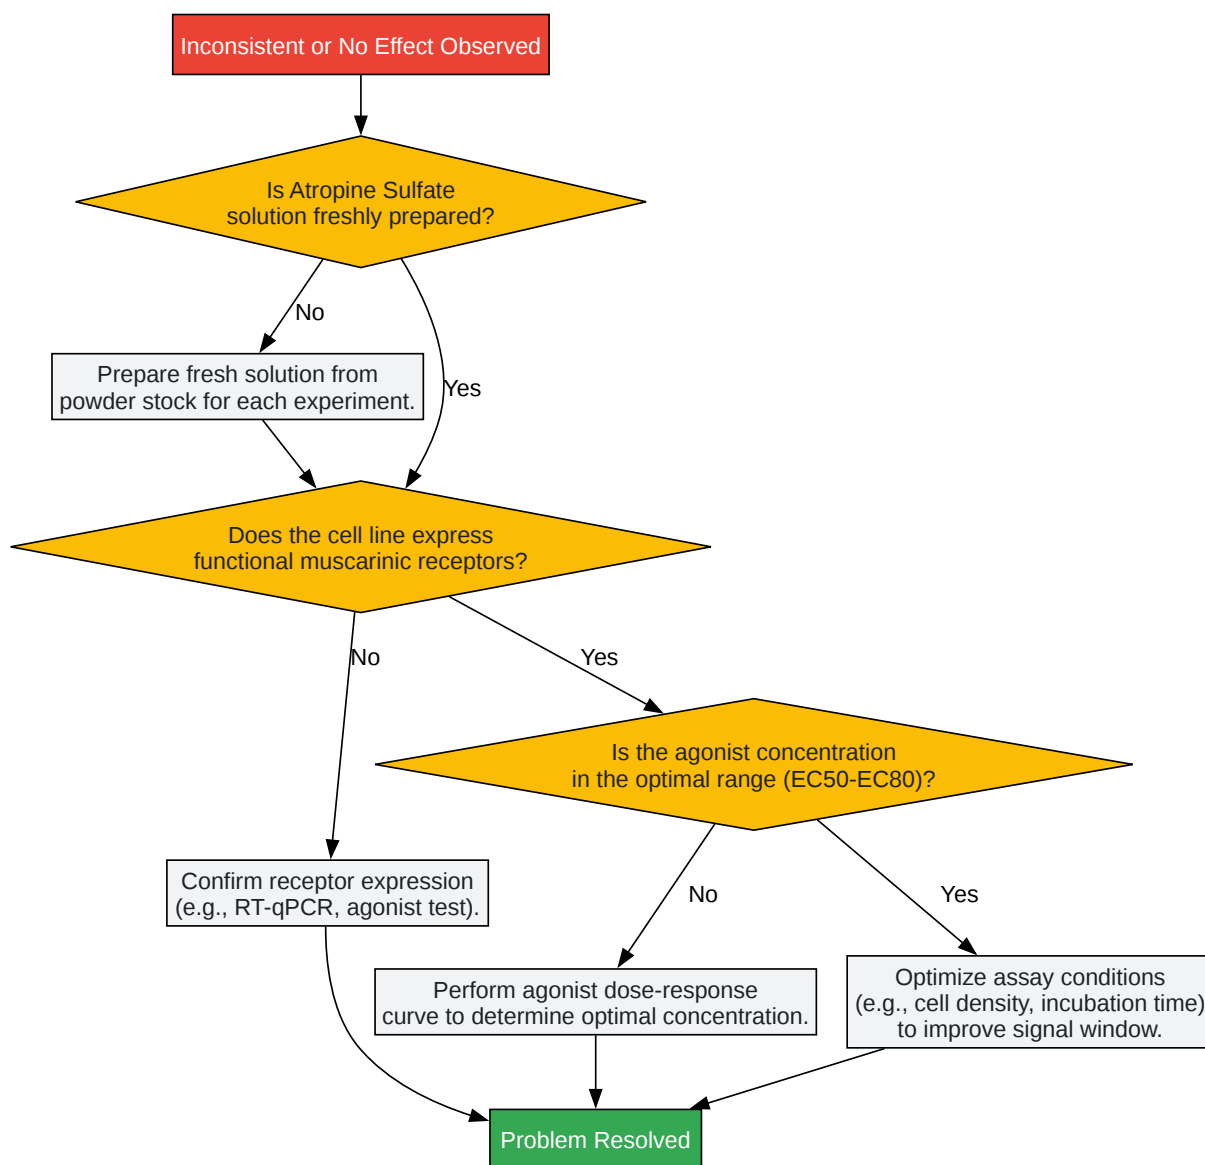 Inconsistent or No Effect Observed
Is Atropine Sulfate
solution freshly prepared?
No
Yes
Prepare fresh solution from
powder stock for each experiment.
Does the cell line express
functional muscarinic receptors?
No
Yes
Is the agonist concentration
in the optimal range (EC50-EC80)?
No
Yes
Confirm receptor expression
(e.g., RT-qPCR, agonist test).
Perform agonist dose-response
curve to determine optimal concentration.
Optimize assay conditions
(e.g., cell density, incubation time)
to improve signal window.
Problem Resolved